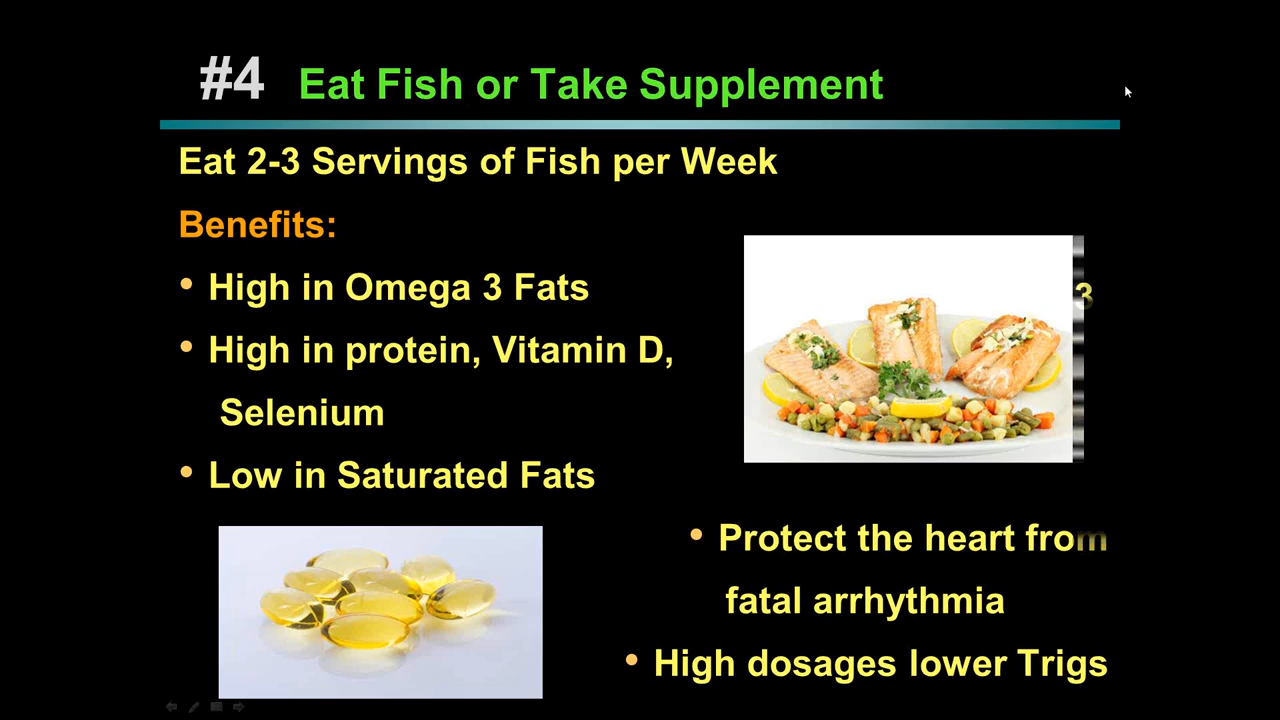 #4 Eat Fish or Take Supplement
Eat 2-3 Servings of Fish per Week
Benefits:
• High in Omega 3 Fats
3
• High in protein, Vitamin D,
Selenium
• Low in Saturated Fats
• Protect the heart from
fatal arrhythmia
• High dosages lower Trigs